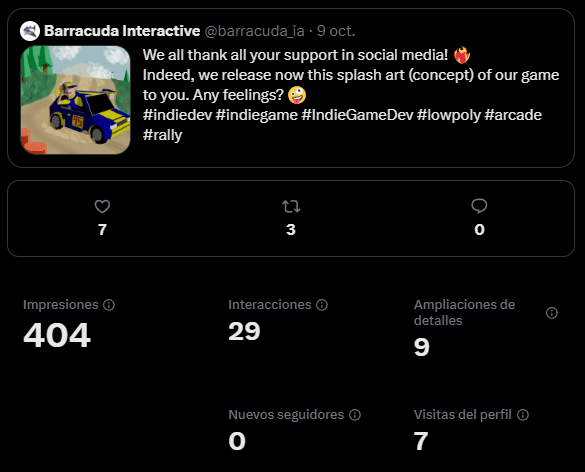 Barracuda Interactive @barracuda_ia · 9 oct.
We all thank all your support in social media! ❤️‍🔥
Indeed, we release now this splash art (concept) of our game
to you. Any feelings? 🤪
#indiedev #indiegame #IndieGameDev #lowpoly #arcade
#rally
7 3 0
Impresiones Interacciones Ampliaciones de
detalles
404 29 9
Nuevos seguidores Visitas del perfil
0 7